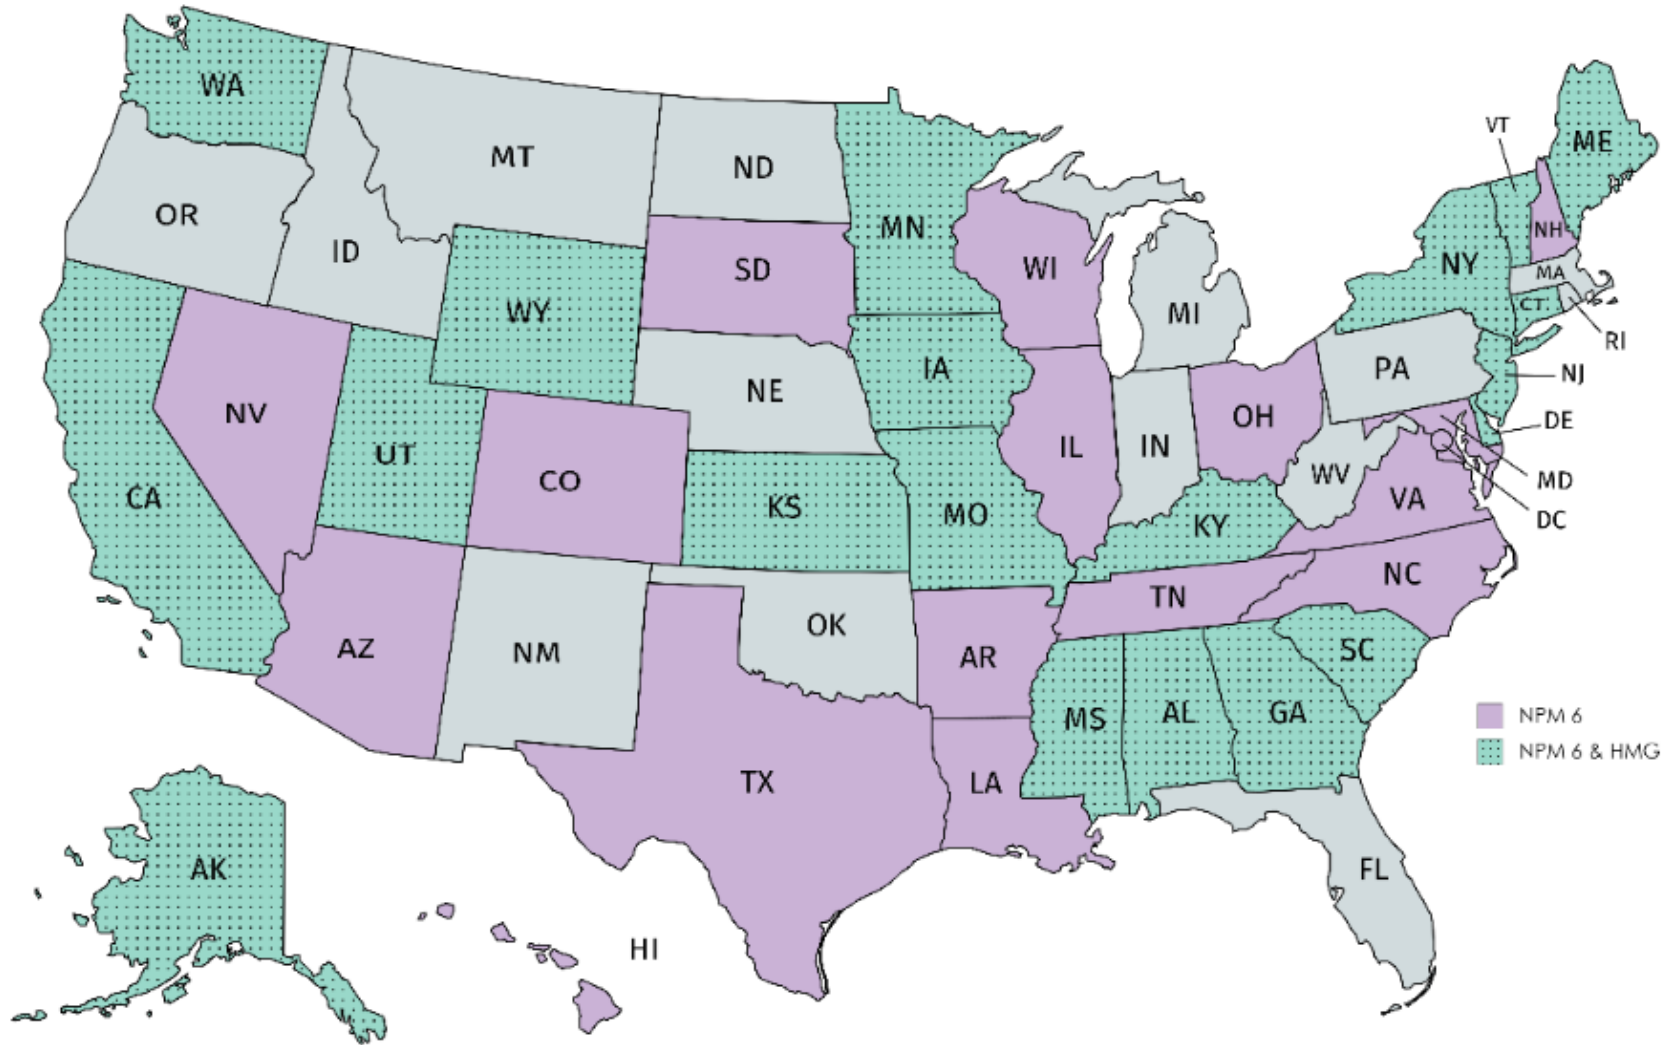 WA
MT
ND
VT
ME
OR
ID
MN
NH
SD
WI
NY
MA
WY
CT
MI
RI
IA
PA
NJ
NE
NV
OH
DE
UT
IL
IN
CO
WV
MD
CA
KS
MO
VA
KY
DC
TN
NC
OK
AZ
NM
AR
SC
MS
AL
GA
NPM 6
NPM 6 & HMG
TX
LA
AK
FL
HI